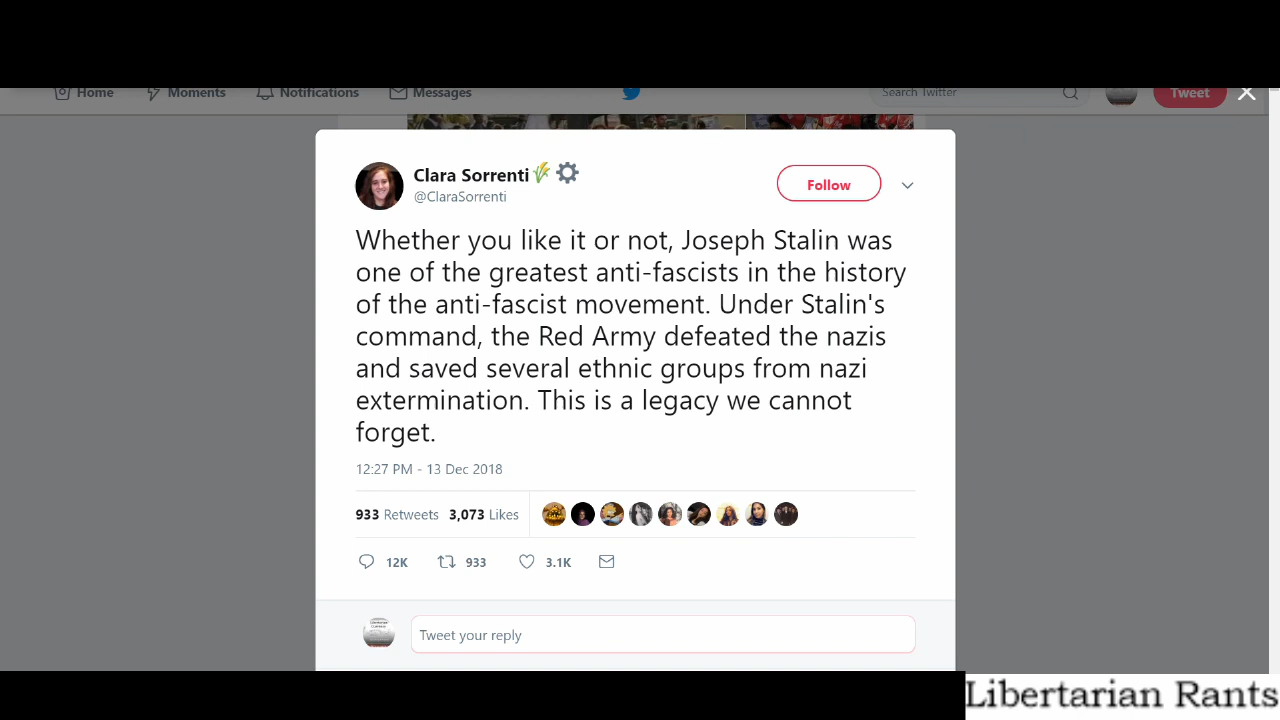 Home Moments Notifications Messages Search Twitter Tweet
Clara Sorrenti
@ClaraSorrenti
Follow
Whether you like it or not, Joseph Stalin was
one of the greatest anti-fascists in the history
of the anti-fascist movement. Under Stalin's
command, the Red Army defeated the nazis
and saved several ethnic groups from nazi
extermination. This is a legacy we cannot
forget.
12:27 PM - 13 Dec 2018
933 Retweets 3,073 Likes
12K 933 3.1K
Tweet your reply
Libertarian Rants